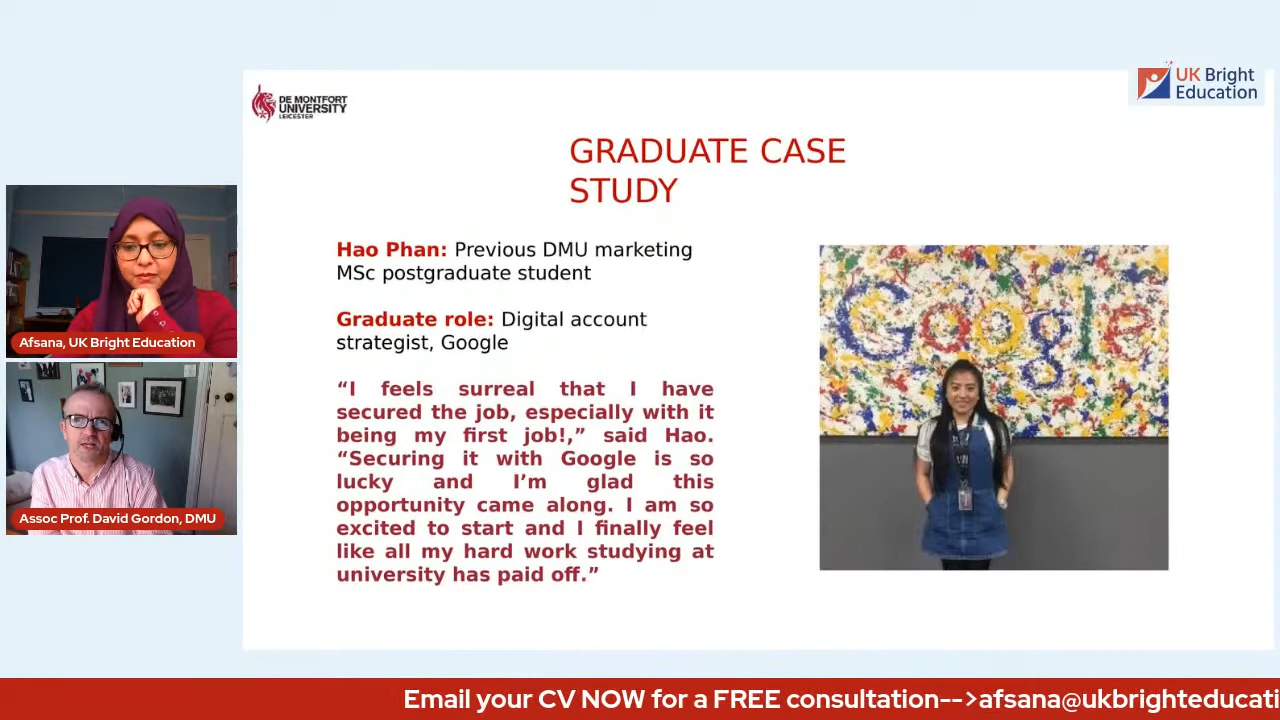 DE MONTFORT
UNIVERSITY
LEICESTER
UK Bright
Education
GRADUATE CASE
STUDY
Hao Phan: Previous DMU marketing
MSc postgraduate student
Graduate role: Digital account
strategist, Google
“I feels surreal that I have
secured the job, especially with it
being my first job!,” said Hao.
“Securing it with Google is so
lucky and I’m glad this
opportunity came along. I am so
excited to start and I finally feel
like all my hard work studying at
university has paid off.”
Google
Afsana, UK Bright Education
Assoc Prof. David Gordon, DMU
Email your CV NOW for a FREE consultation-->afsana@ukbrighteducati